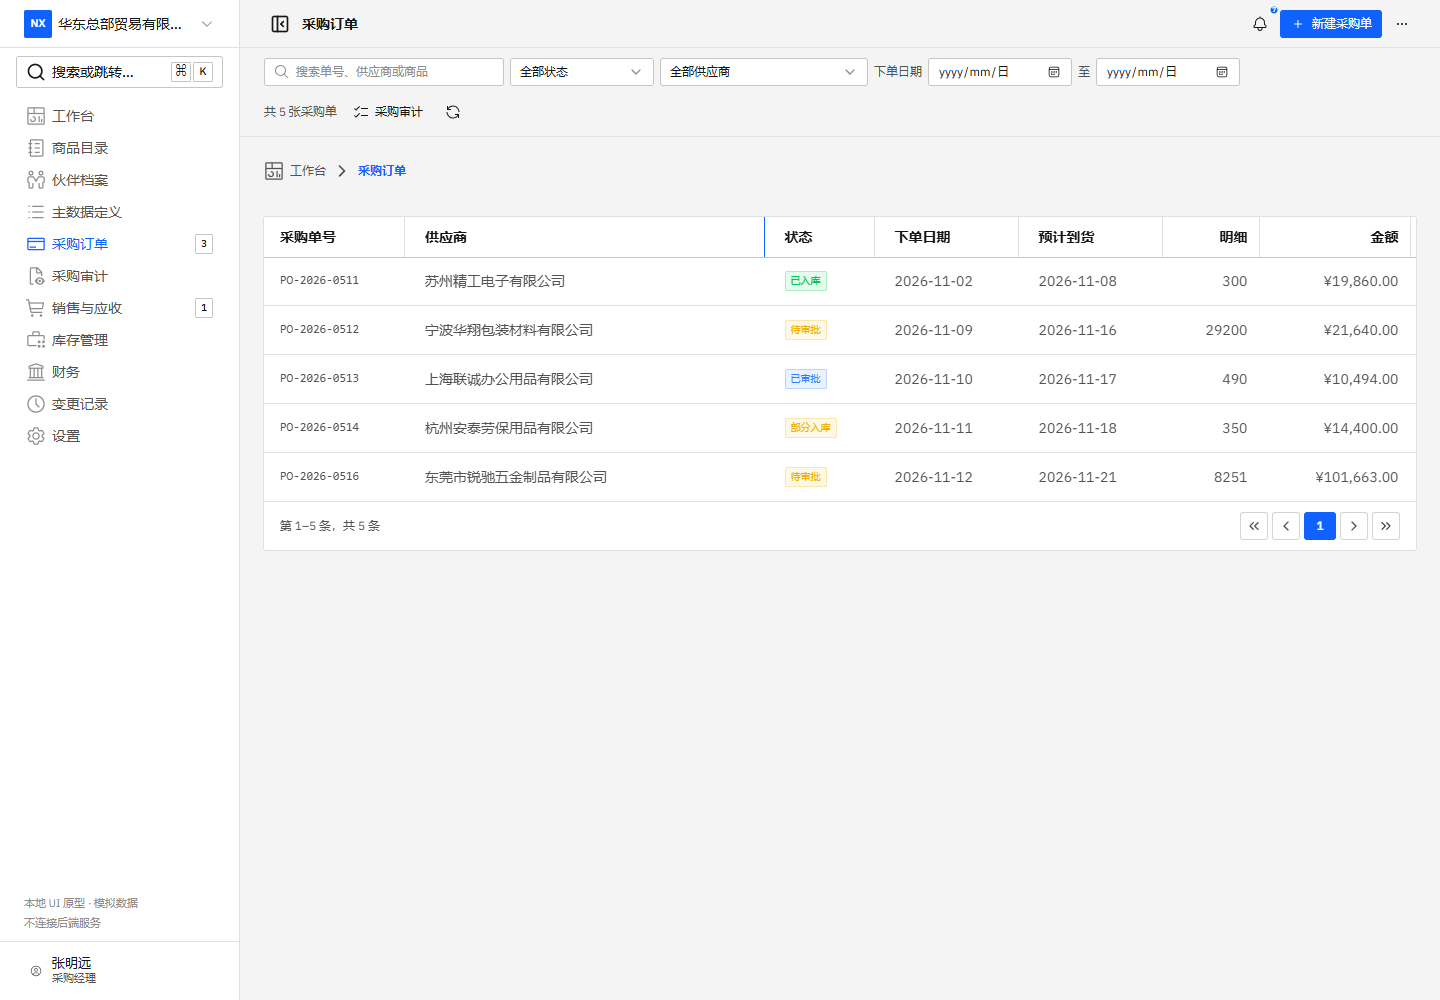 NX 华东总部贸易有限...
搜索或跳转... ⌘ K
工作台
商品目录
伙伴档案
主数据定义
采购订单 3
采购审计
销售与应收 1
库存管理
财务
变更记录
设置
本地 UI 原型 · 模拟数据
不连接后端服务
张明远
采购经理
采购订单
新建采购单
搜索单号、供应商或商品 全部状态 全部供应商 下单日期 yyyy/mm/日 至 yyyy/mm/日
共 5 张采购单 采购审计
工作台 采购订单
采购单号 供应商 状态 下单日期 预计到货 明细 金额
PO-2026-0511 苏州精工电子有限公司 已入库 2026-11-02 2026-11-08 300 ¥19,860.00
PO-2026-0512 宁波华翔包装材料有限公司 待审批 2026-11-09 2026-11-16 29200 ¥21,640.00
PO-2026-0513 上海联诚办公用品有限公司 已审批 2026-11-10 2026-11-17 490 ¥10,494.00
PO-2026-0514 杭州安泰劳保用品有限公司 部分入库 2026-11-11 2026-11-18 350 ¥14,400.00
PO-2026-0516 东莞市锐驰五金制品有限公司 待审批 2026-11-12 2026-11-21 8251 ¥101,663.00
第 1–5 条，共 5 条 1